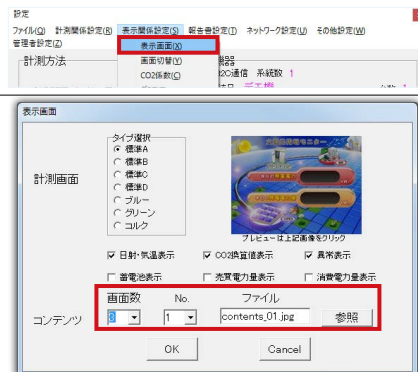 設定
ファイル(Q) 計測関係設定(R) 表示関係設定(S) 報告書設定(T) ネットワーク設定(U) その他設定(W)
管理者設定(Z)
表示画面(X)
計測方法
画面切替(Y)
I2C通信 系統数 1
CO2係数(C)
表示画面
タイプ選択
標準A
標準B
標準C
標準D
ブルー
グリーン
コルク
計測画面
プレビューは上記画像をクリック
日射・気温表示 CO2換算値表示 異常表示
蓄電池表示 売買電力量表示 消費電力量表示
画面数 No. ファイル
コンテンツ 3 1 contents_01.jpg 参照
OK Cancel